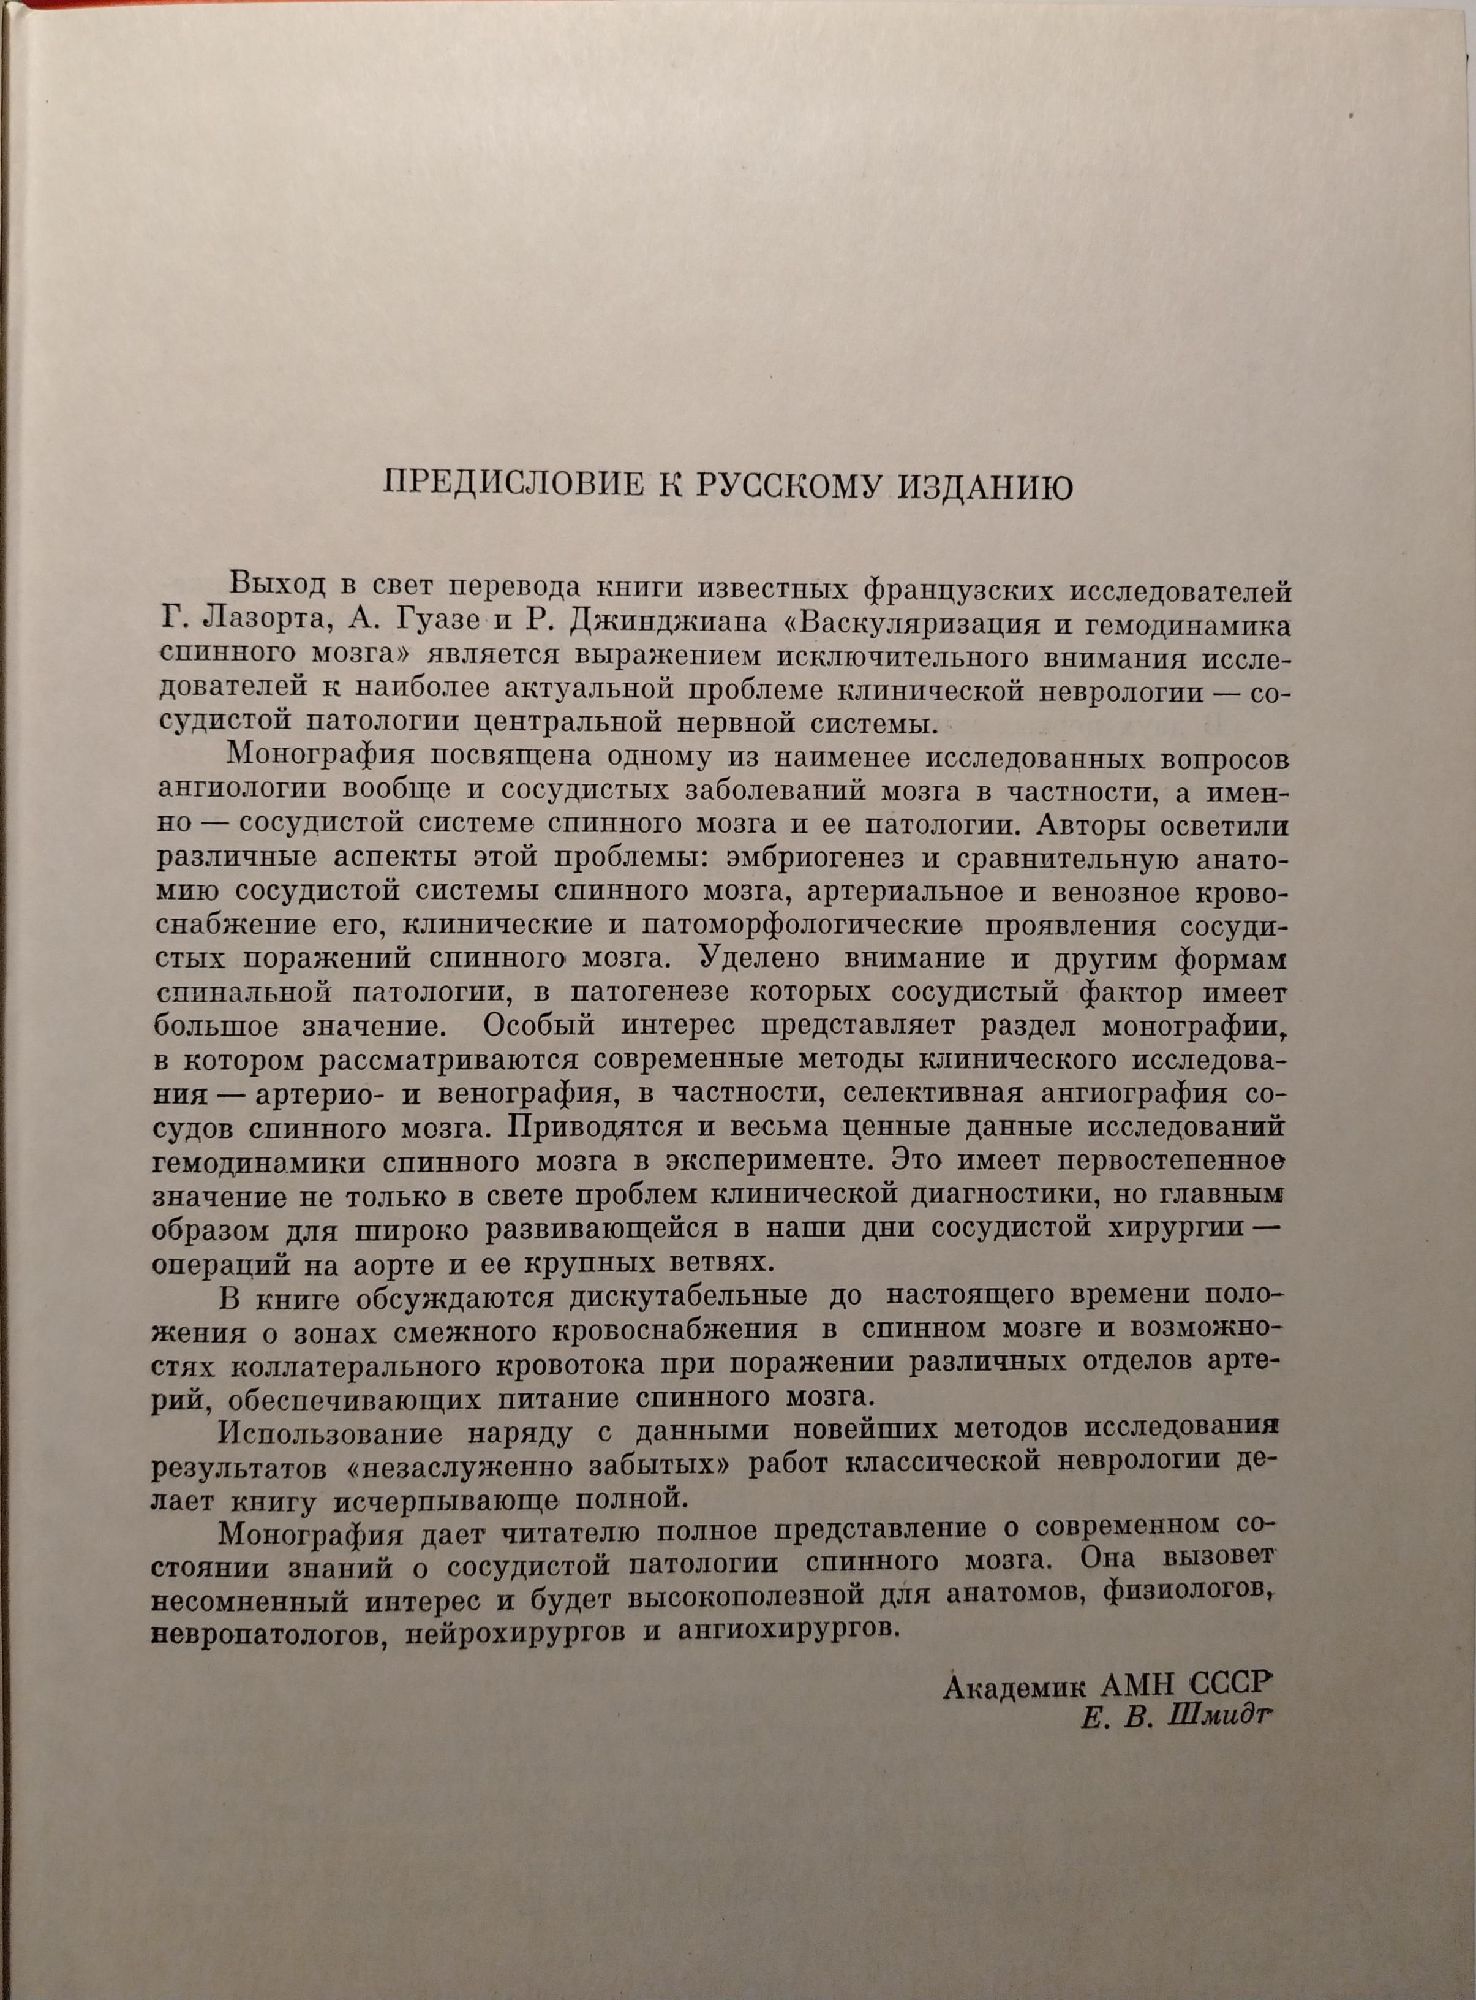 ПРЕДИСЛОВИЕ К РУССКОМУ ИЗДАНИЮ
Выход в свет перевода книги известных французских исследователей
Г. Лазорта, А. Гуазе и Р. Джинджиана «Васкуляризация и гемодинамика
спинного мозга» является выражением исключительного внимания иссле-
дователей к наиболее актуальной проблеме клинической неврологии — со-
судистой патологии центральной нервной системы.
Монография посвящена одному из наименее исследованных вопросов
ангиологии вообще и сосудистых заболеваний мозга в частности, а имен-
но — сосудистой системе спинного мозга и ее патологии. Авторы осветили
различные аспекты этой проблемы: эмбриогенез и сравнительную анато-
мию сосудистой системы спинного мозга, артериальное и венозное крово-
снабжение его, клинические и патоморфологические проявления сосуди-
стых поражений спинного мозга. Уделено внимание и другим формам
спинальной патологии, в патогенезе которых сосудистый фактор имеет
большое значение. Особый интерес представляет раздел монографии,
в котором рассматриваются современные методы клинического исследова-
ния — артерио- и венография, в частности, селективная ангиография со-
судов спинного мозга. Приводятся и весьма ценные данные исследований
гемодинамики спинного мозга в эксперименте. Это имеет первостепенное
значение не только в свете проблем клинической диагностики, но главным
образом для широко развивающейся в наши дни сосудистой хирургии —
операций на аорте и ее крупных ветвях.
В книге обсуждаются дискутабельные до настоящего времени поло-
жения о зонах смежного кровоснабжения в спинном мозге и возможно-
стях коллатерального кровотока при поражении различных отделов арте-
рий, обеспечивающих питание спинного мозга.
Использование наряду с данными новейших методов исследования
результатов «незаслуженно забытых» работ классической неврологии де-
лает книгу исчерпывающе полной.
Монография дает читателю полное представление о современном со-
стоянии знаний о сосудистой патологии спинного мозга. Она вызовет
несомненный интерес и будет высокополезной для анатомов, физиологов,
невропатологов, нейрохирургов и ангиохирургов.
Академик АМН СССР
Е. В. Шмидт